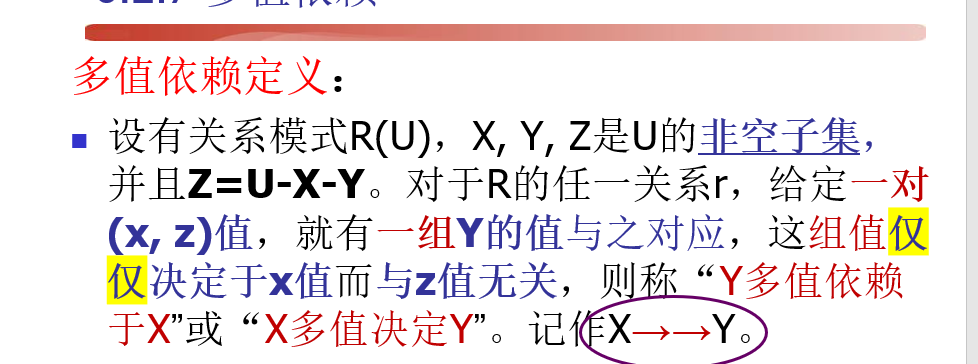 多值依赖定义：
设有关系模式R(U)，X, Y, Z是U的非空子集，
并且Z=U-X-Y。对于R的任一关系r，给定一对
(x, z)值，就有一组Y的值与之对应，这组值仅
仅决定于x值而与z值无关，则称“Y多值依赖
于X”或“X多值决定Y”。记作X→→Y。